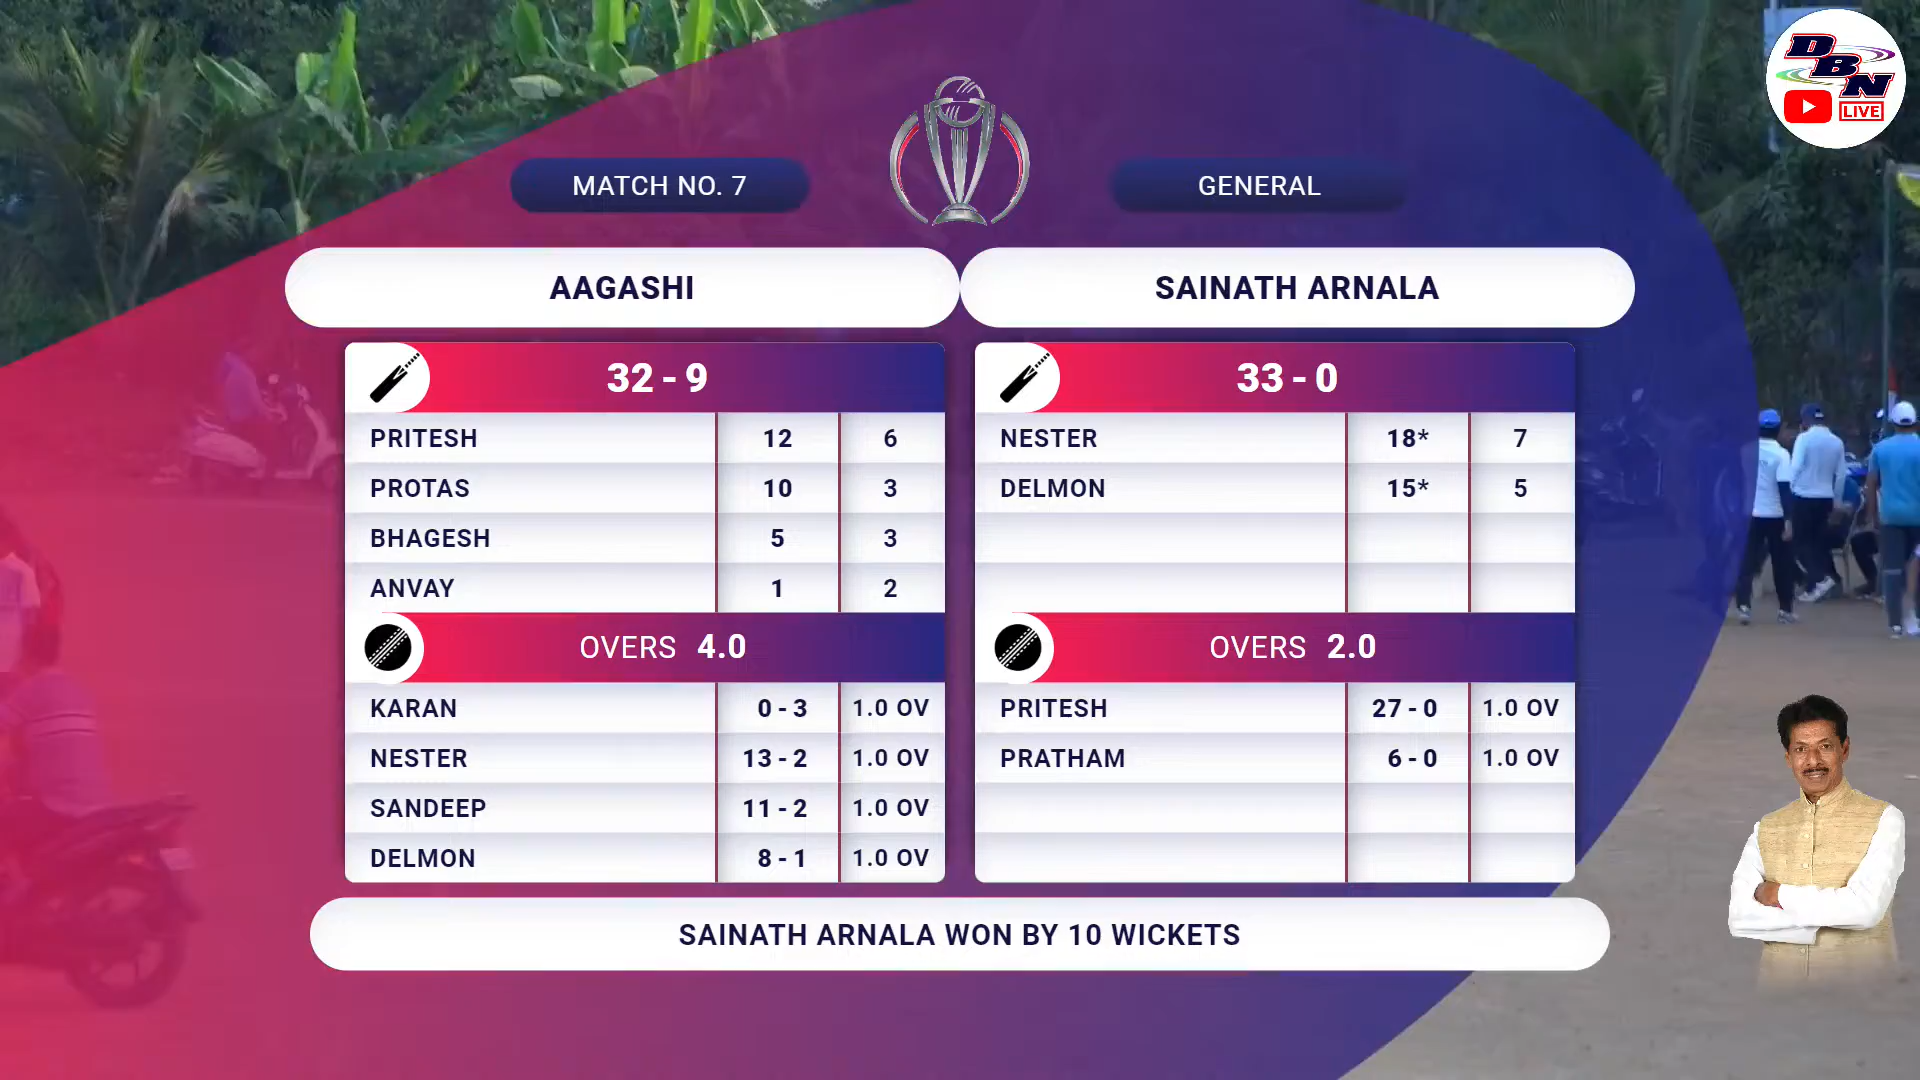 DBN
LIVE
MATCH NO. 7
GENERAL
AAGASHI
SAINATH ARNALA
32 - 9
PRITESH 12 6
PROTAS 10 3
BHAGESH 5 3
ANVAY 1 2
OVERS 4.0
KARAN 0 - 3 1.0 OV
NESTER 13 - 2 1.0 OV
SANDEEP 11 - 2 1.0 OV
DELMON 8 - 1 1.0 OV
33 - 0
NESTER 18* 7
DELMON 15* 5
OVERS 2.0
PRITESH 27 - 0 1.0 OV
PRATHAM 6 - 0 1.0 OV
SAINATH ARNALA WON BY 10 WICKETS